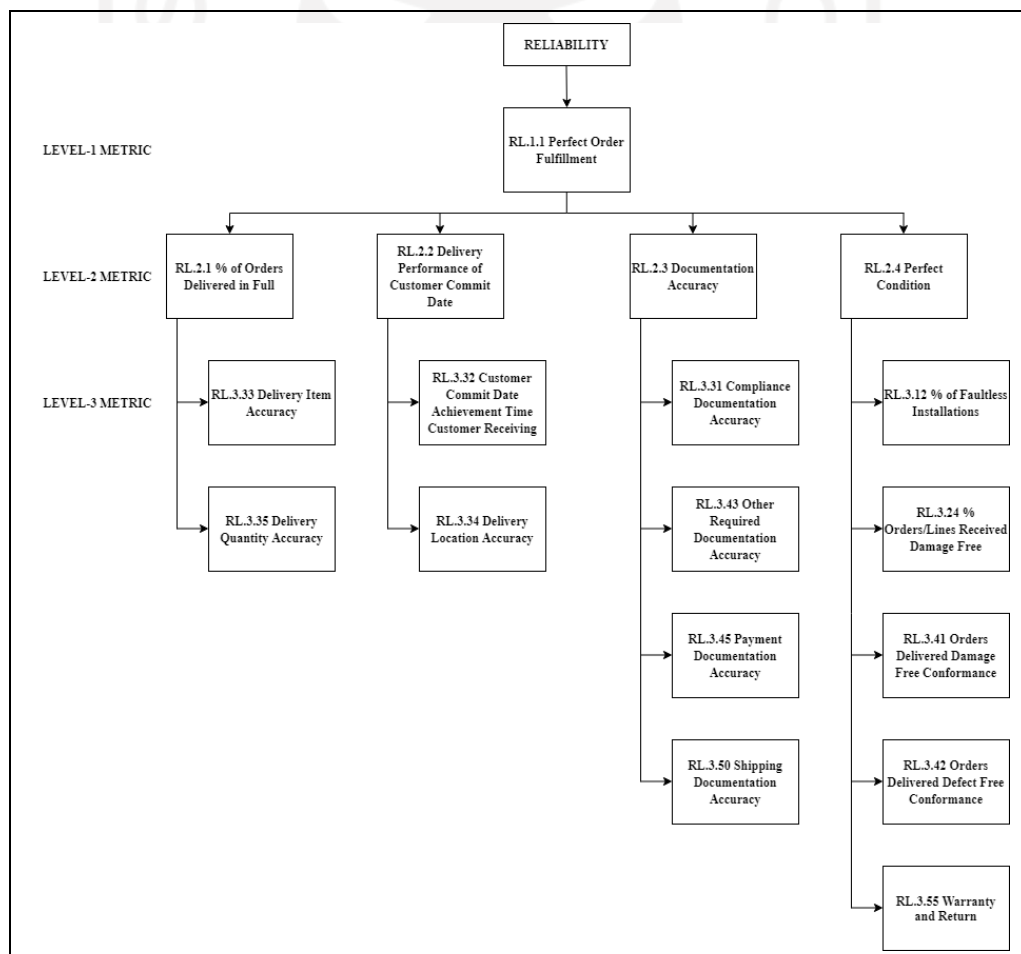 RELIABILITY
LEVEL-1 METRIC
RL.1.1 Perfect Order
Fulfillment
LEVEL-2 METRIC
RL.2.1 % of Orders
Delivered in Full
RL.2.2 Delivery
Performance of
Customer Commit
Date
RL.2.3 Documentation
Accuracy
RL.2.4 Perfect
Condition
LEVEL-3 METRIC
RL.3.33 Delivery Item
Accuracy
RL.3.32 Customer
Commit Date
Achievement Time
Customer Receiving
RL.3.31 Compliance
Documentation
Accuracy
RL.3.12 % of Faultless
Installations
RL.3.35 Delivery
Quantity Accuracy
RL.3.34 Delivery
Location Accuracy
RL.3.43 Other
Required
Documentation
Accuracy
RL.3.24 %
Orders/Lines Received
Damage Free
RL.3.45 Payment
Documentation
Accuracy
RL.3.41 Orders
Delivered Damage
Free Conformance
RL.3.50 Shipping
Documentation
Accuracy
RL.3.42 Orders
Delivered Defect Free
Conformance
RL.3.55 Warranty
and Return